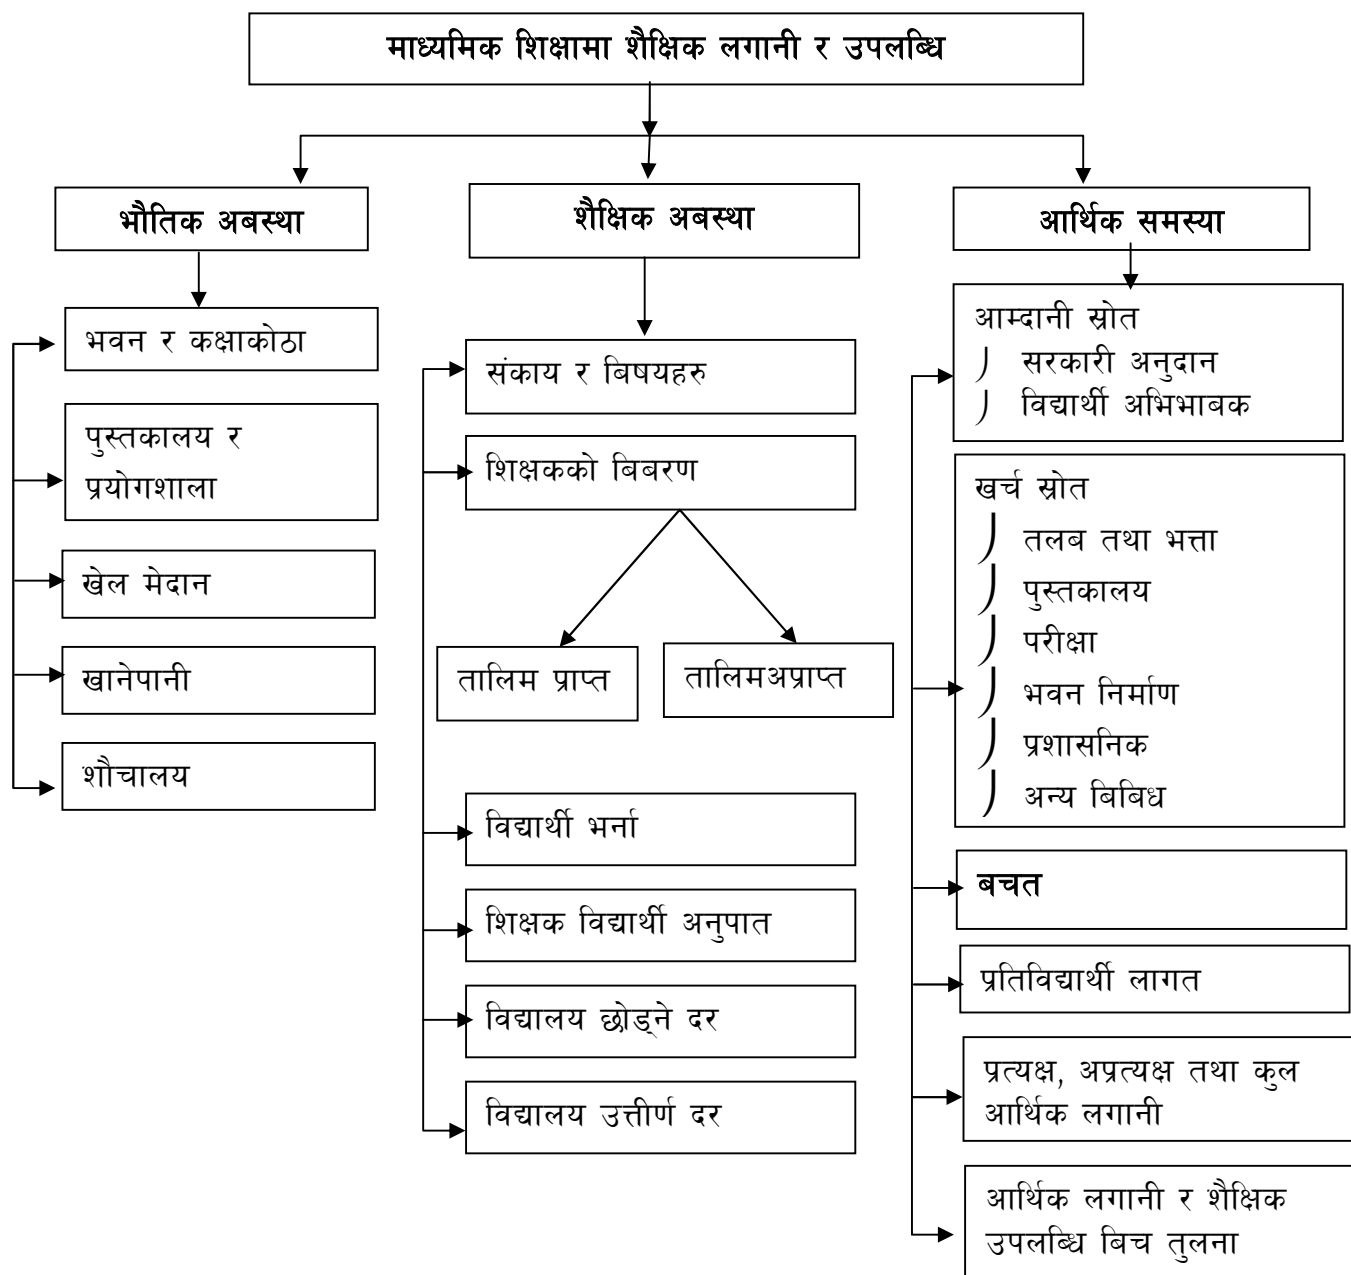 माध्यमिक शिक्षामा शैक्षिक लगानी र उपलब्धि
भौतिक अबस्था
भवन र कक्षाकोठा
पुस्तकालय र
प्रयोगशाला
खेल मेदान
खानेपानी
शौचालय
शैक्षिक अबस्था
संकाय र बिषयहरु
शिक्षकको बिबरण
तालिम प्राप्त
तालिमअप्राप्त
विद्यार्थी भर्ना
शिक्षक विद्यार्थी अनुपात
विद्यालय छोड्ने दर
विद्यालय उत्तीर्ण दर
आर्थिक समस्या
आम्दानी स्रोत
) सरकारी अनुदान
) विद्यार्थी अभिभाबक
खर्च स्रोत
) तलब तथा भत्ता
) पुस्तकालय
) परीक्षा
) भवन निर्माण
) प्रशासनिक
) अन्य बिबिध
बचत
प्रतिविद्यार्थी लागत
प्रत्यक्ष, अप्रत्यक्ष तथा कुल
आर्थिक लगानी
आर्थिक लगानी र शैक्षिक
उपलब्धि बिच तुलना